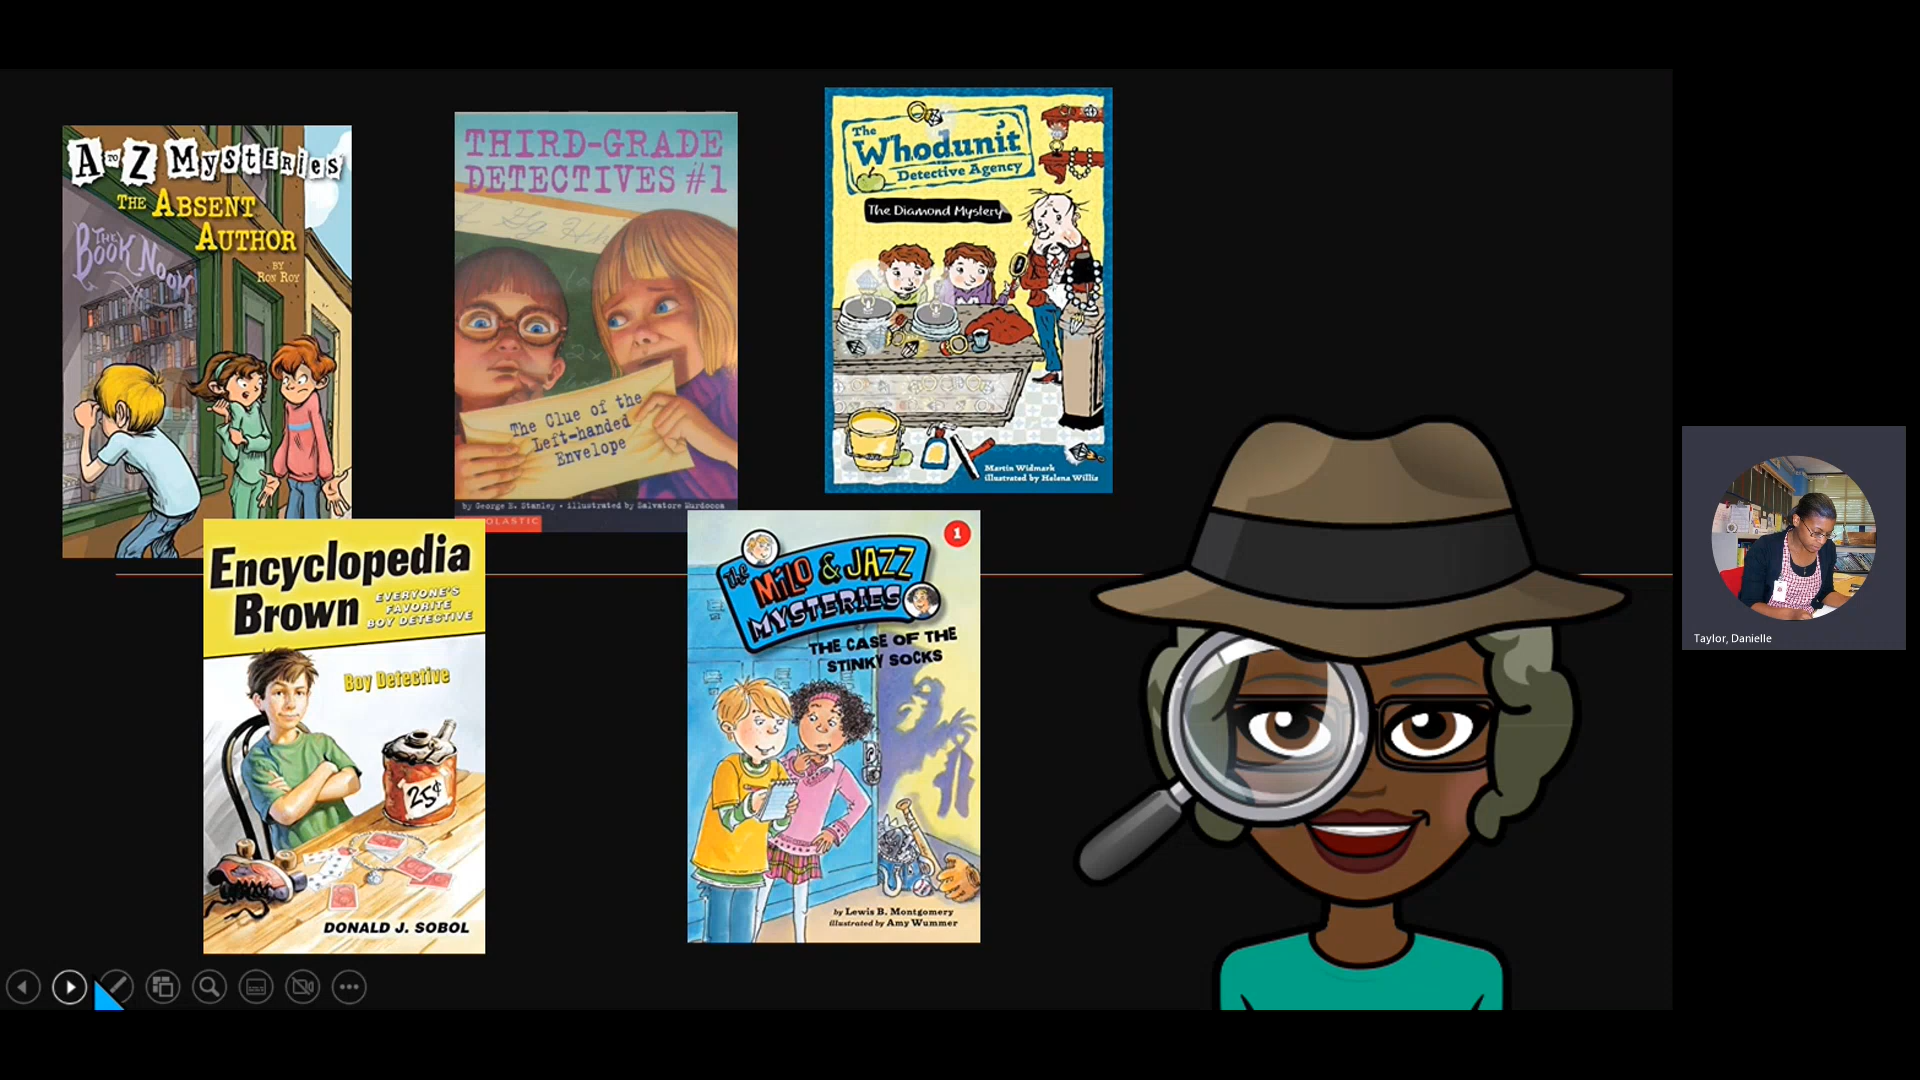 A TO Z MYSTERIES
THE ABSENT
AUTHOR
BY
RON ROY
THE
BOOK NOOK
THIRD-GRADE
DETECTIVES #1
Gg Hh
The Clue of the
Left-handed
Envelope
by George E. Stanley • illustrated by Salvatore Murdocca
OLASTIC
The
Whodunit
Detective Agency
The Diamond Mystery
Martin Widmark
illustrated by Helena Willis
Encyclopedia
Brown
EVERYONE'S
FAVORITE
BOY DETECTIVE
Boy Detective
25¢
DONALD J. SOBOL
1
THE
MILO & JAZZ
MYSTERIES
THE CASE OF THE
STINKY SOCKS
by Lewis B. Montgomery
illustrated by Amy Wummer
Taylor, Danielle